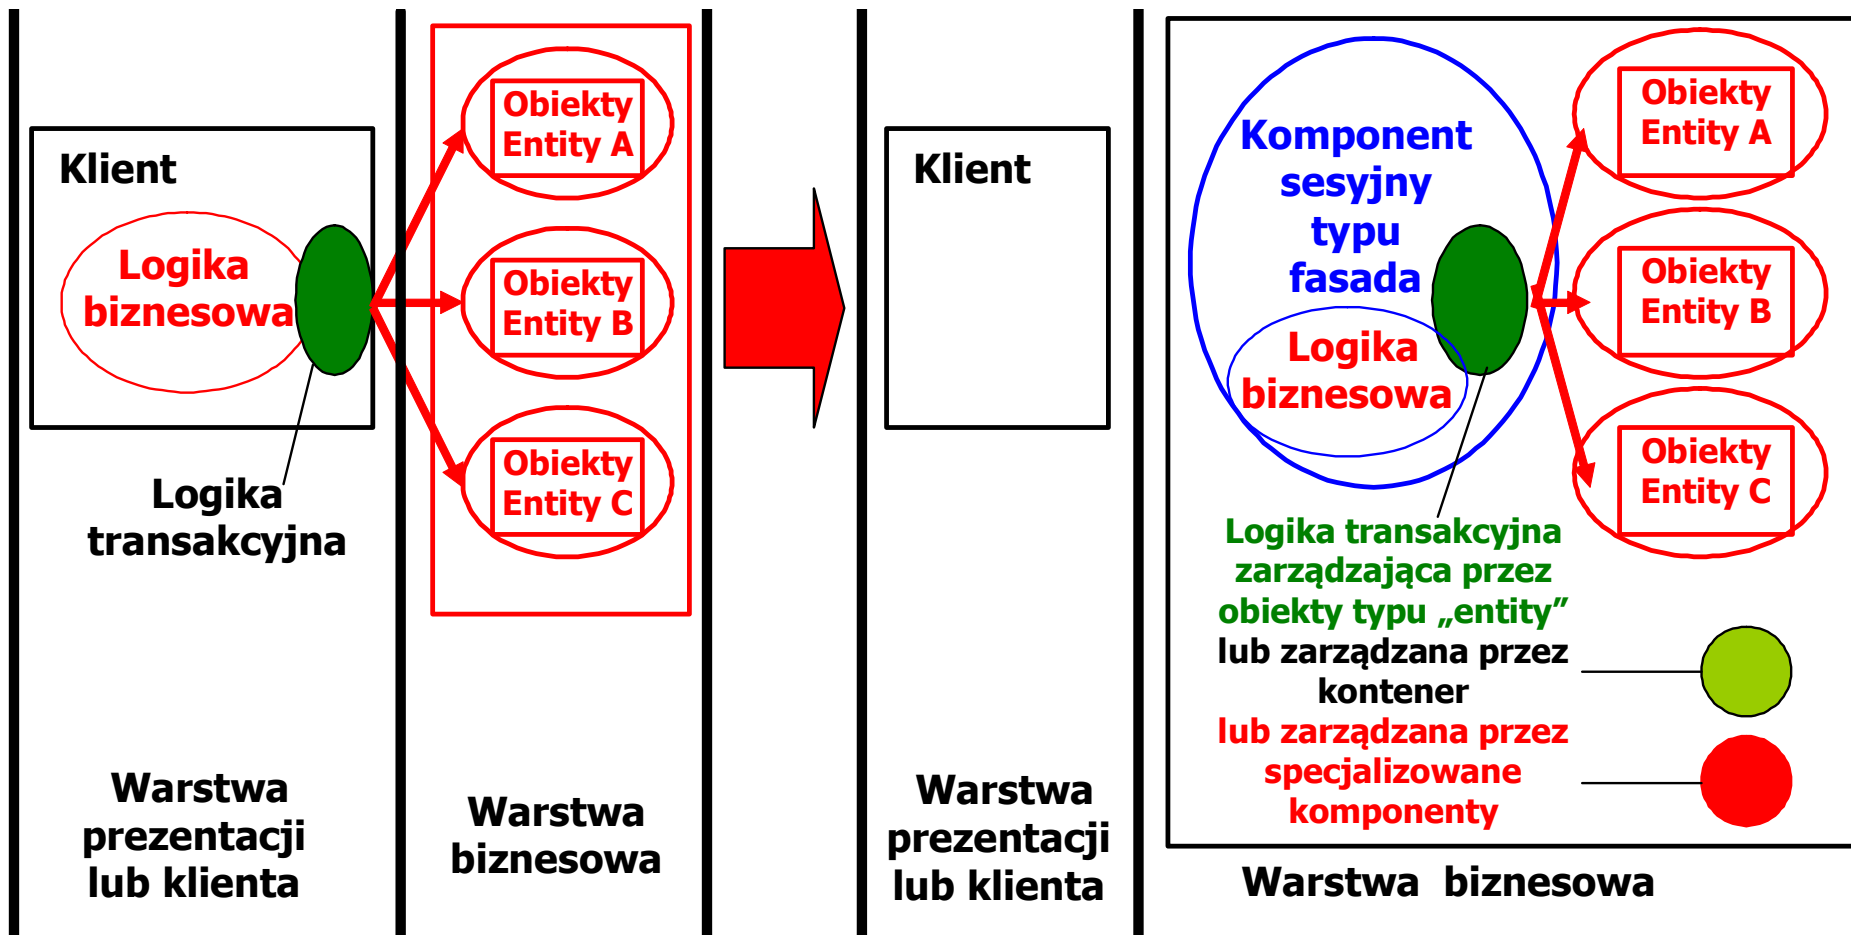 Klient
Logika
biznesowa
Logika
transakcyjna
Warstwa
prezentacji
lub klienta
Obiekty
Entity A
Obiekty
Entity B
Obiekty
Entity C
Warstwa
biznesowa
Klient
Warstwa
prezentacji
lub klienta
Komponent
sesyjny
typu
fasada
Logika
biznesowa
Obiekty
Entity A
Obiekty
Entity B
Obiekty
Entity C
Logika transakcyjna
zarządzająca przez
obiekty typu „entity”
lub zarządzana przez
kontener
lub zarządzana przez
specjalizowane
komponenty
Warstwa biznesowa